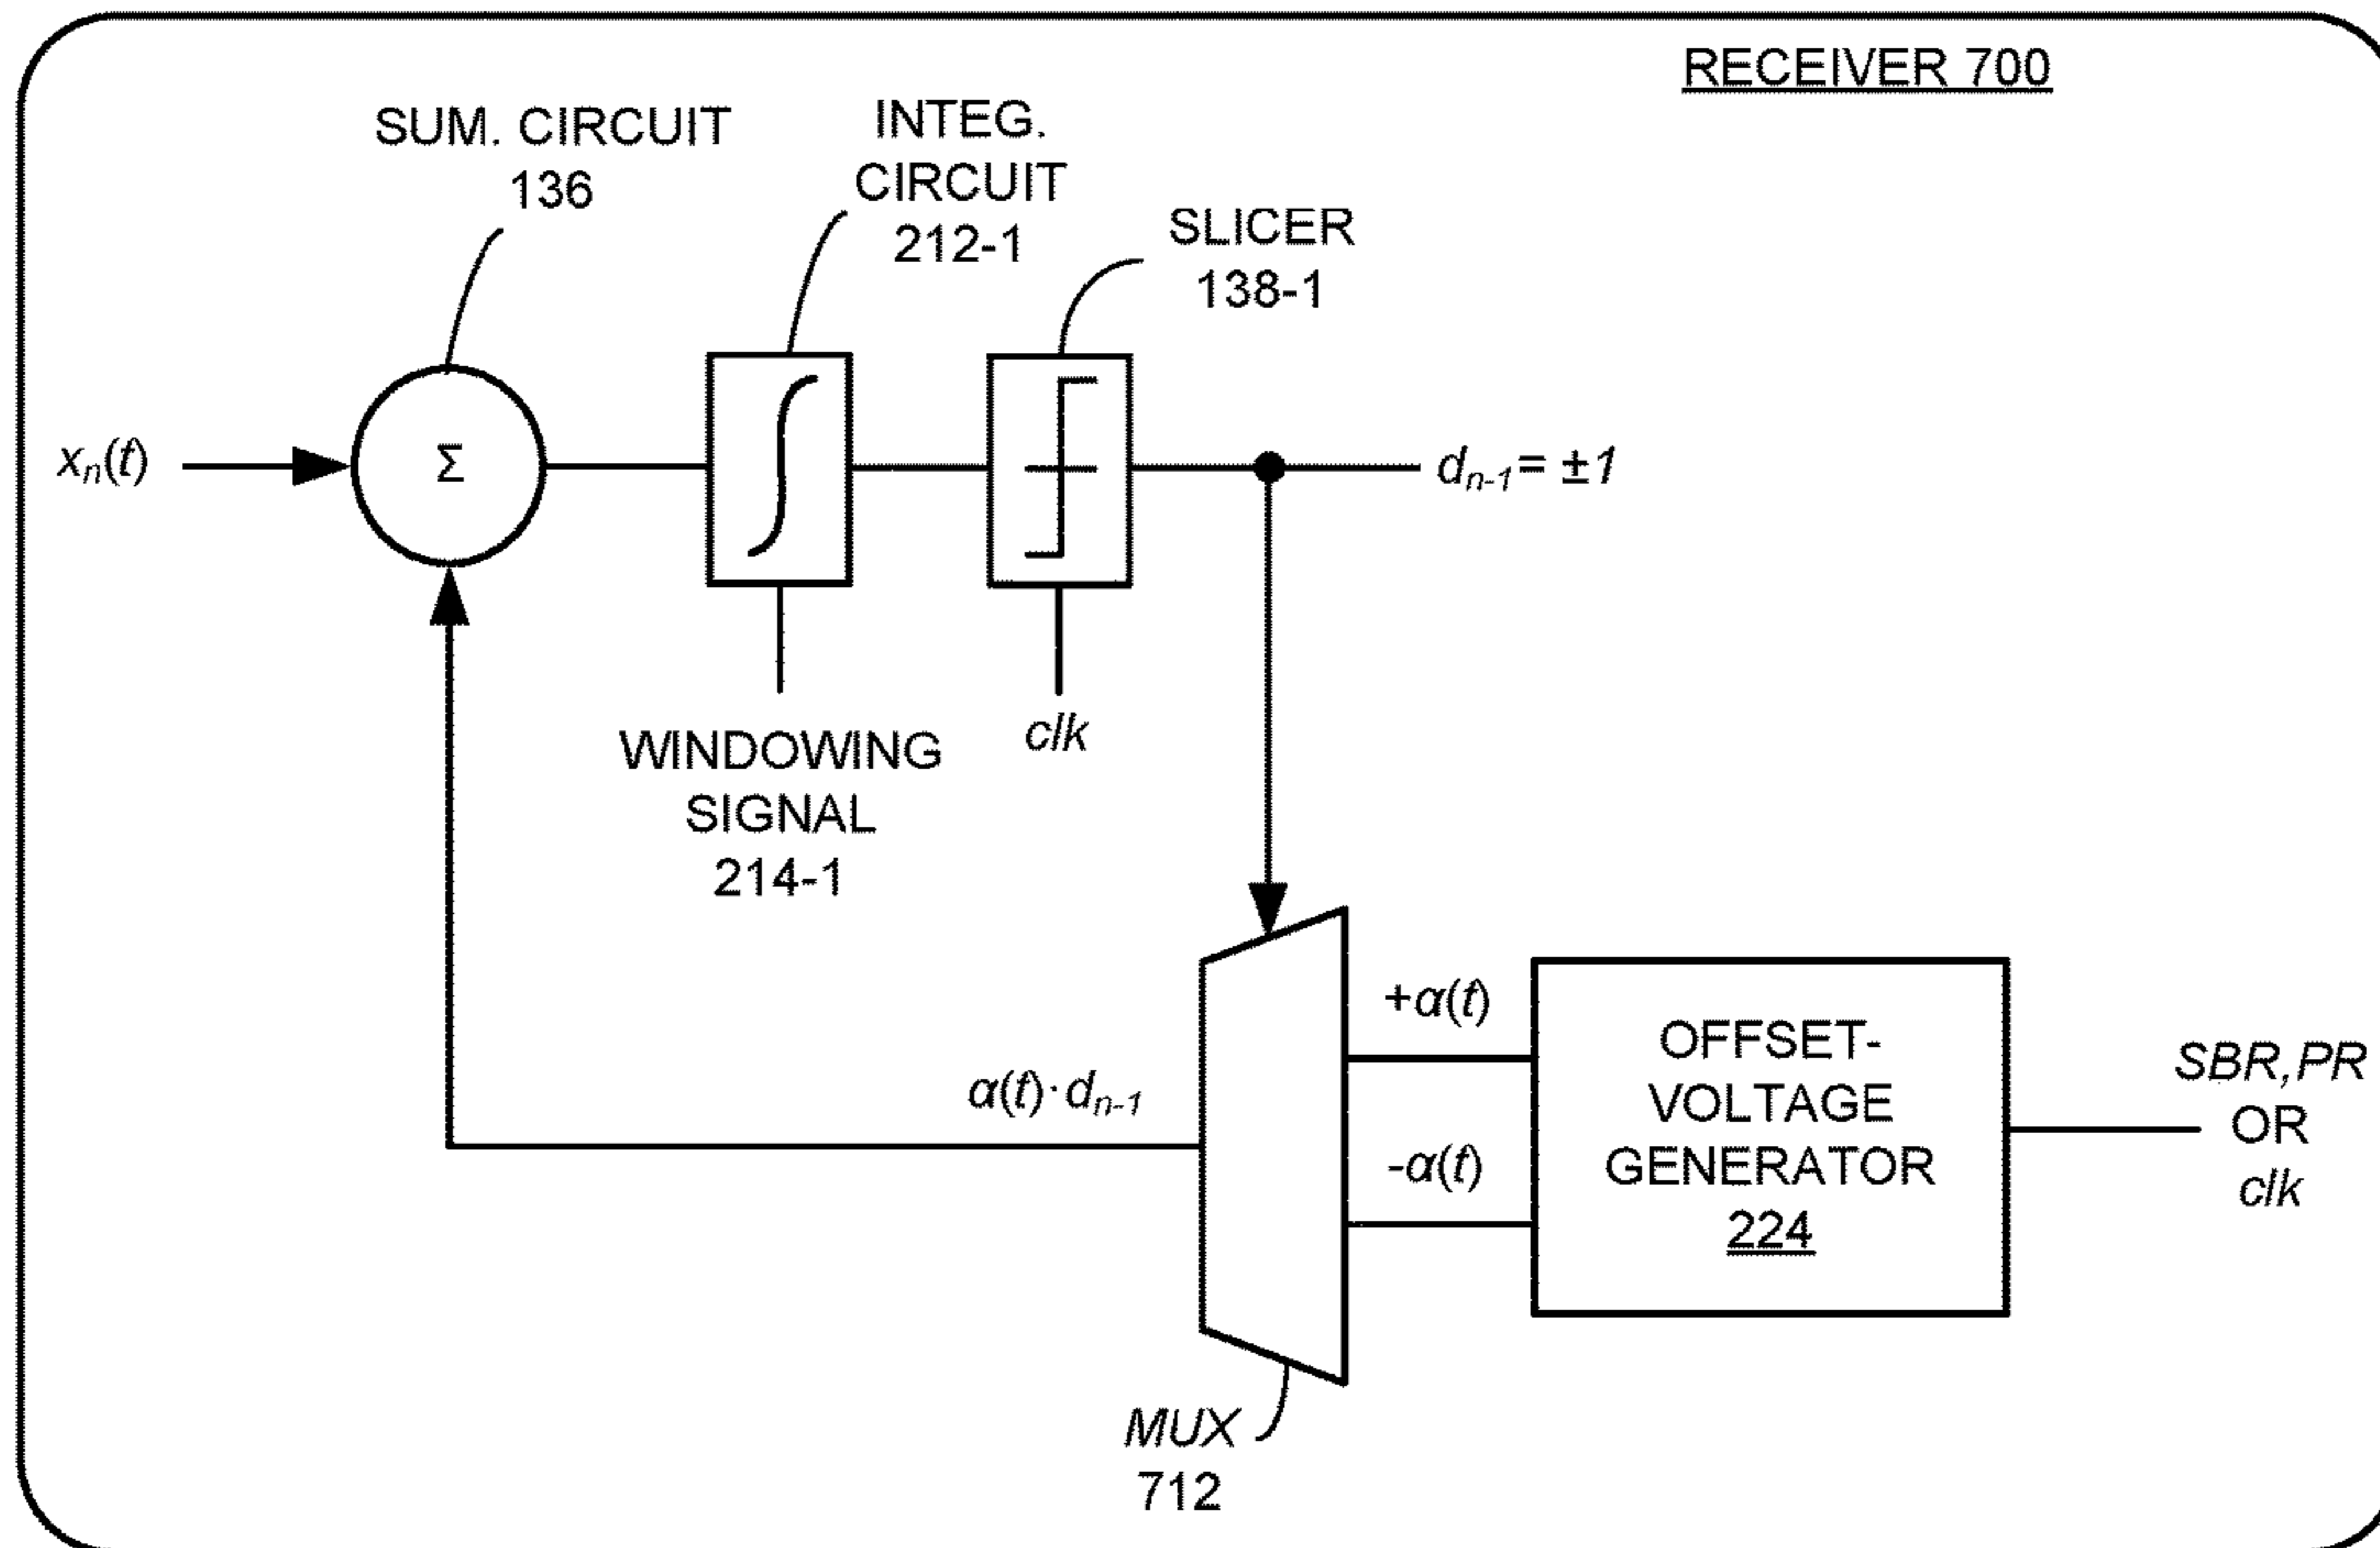 RECEIVER 700
SUM. CIRCUIT
136
INTEG.
CIRCUIT
212-1
SLICER
138-1
xn(t)
Σ
dn-1= ±1
WINDOWING
SIGNAL
214-1
clk
+α(t)
-α(t)
α(t)·dn-1
OFFSET-
VOLTAGE
GENERATOR
224
SBR,PR
OR
clk
MUX
712